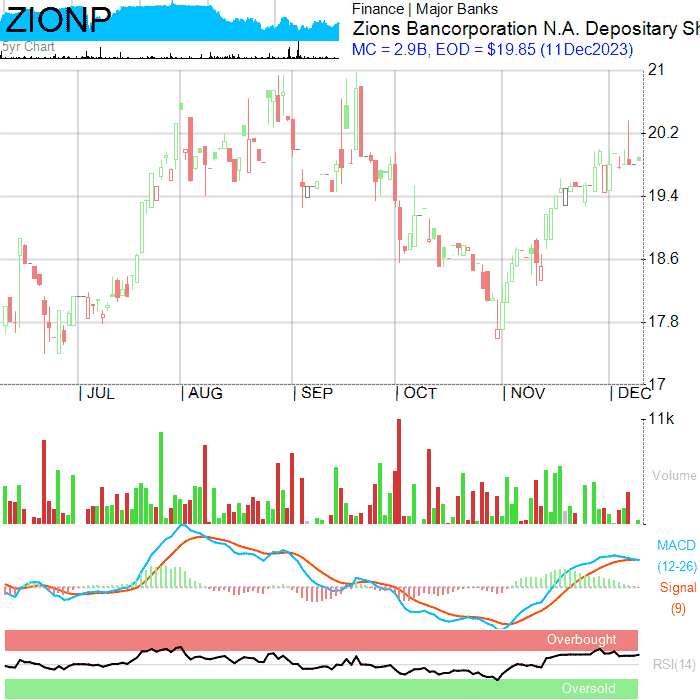 ZIONP
5yr Chart
Finance | Major Banks
Zions Bancorporation N.A. Depositary Sh
MC = 2.9B, EOD = $19.85 (11Dec2023)
21
20.2
19.4
18.6
17.8
17
| JUL | AUG | SEP | OCT | NOV | DEC
11k
Volume
MACD
(12-26)
Signal
(9)
Overbought
RSI(14)
Oversold